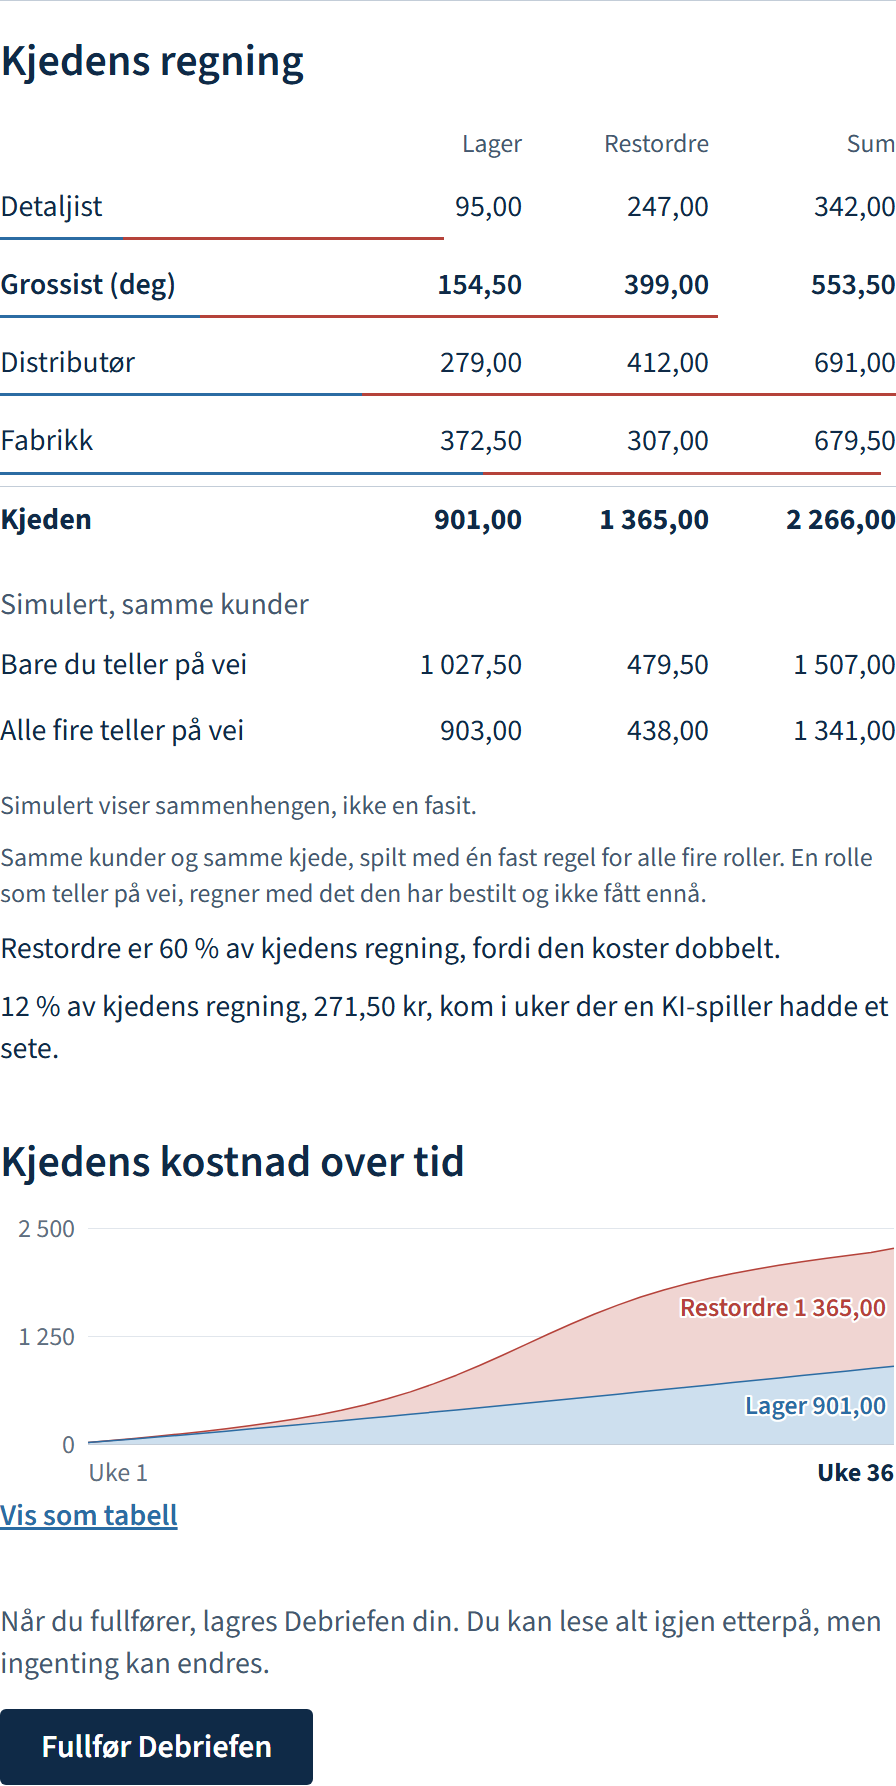 Kjedens regning
Lager Restordre Sum
Detaljist 95,00 247,00 342,00
Grossist (deg) 154,50 399,00 553,50
Distributør 279,00 412,00 691,00
Fabrikk 372,50 307,00 679,50
Kjeden 901,00 1 365,00 2 266,00
Simulert, samme kunder
Bare du teller på vei 1 027,50 479,50 1 507,00
Alle fire teller på vei 903,00 438,00 1 341,00
Simulert viser sammenhengen, ikke en fasit.
Samme kunder og samme kjede, spilt med én fast regel for alle fire roller. En rolle
som teller på vei, regner med det den har bestilt og ikke fått ennå.
Restordre er 60 % av kjedens regning, fordi den koster dobbelt.
12 % av kjedens regning, 271,50 kr, kom i uker der en KI-spiller hadde et
sete.
Kjedens kostnad over tid
2 500
Restordre 1 365,00
1 250
Lager 901,00
0
Uke 1 Uke 36
Vis som tabell
Når du fullfører, lagres Debriefen din. Du kan lese alt igjen etterpå, men
ingenting kan endres.
Fullfør Debriefen